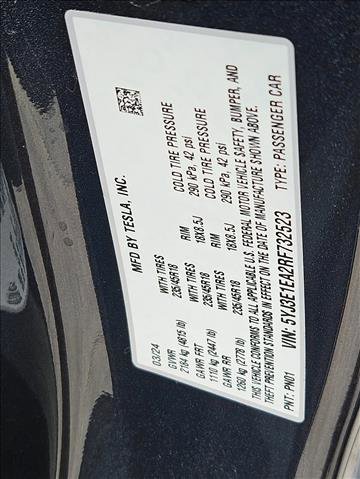 MFD BY TESLA, INC.
03/24
GVWR WITH TIRES RIM COLD TIRE PRESSURE
2184 kg (4815 lb) 235/45R18 18X8.5J 290 kPa, 42 psi
GAWR FRT WITH TIRES RIM COLD TIRE PRESSURE
1110 kg (2447 lb) 235/45R18 18X8.5J 290 kPa, 42 psi
GAWR RR
1260 kg (2778 lb)
THIS VEHICLE CONFORMS TO ALL APPLICABLE U.S. FEDERAL MOTOR VEHICLE SAFETY, BUMPER, AND
THEFT PREVENTION STANDARDS IN EFFECT ON THE DATE OF MANUFACTURE SHOWN ABOVE.
VIN: 5YJ3E1EA2RF732523 TYPE: PASSENGER CAR
PNT: PN01